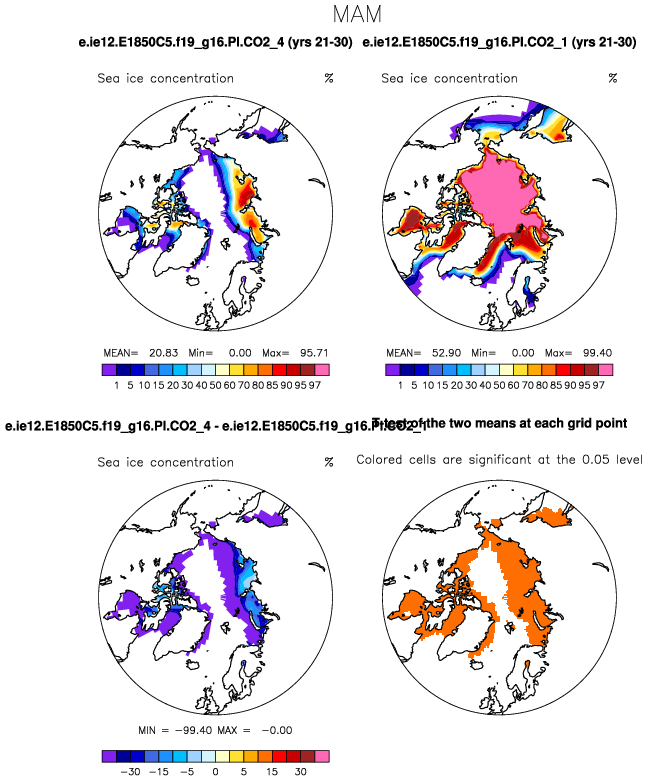 MAM
e.ie12.E1850C5.f19_g16.PI.CO2_4 (yrs 21-30) e.ie12.E1850C5.f19_g16.PI.CO2_1 (yrs 21-30)
Sea ice concentration % Sea ice concentration %
MEAN= 20.83 Min= 0.00 Max= 95.71 MEAN= 52.90 Min= 0.00 Max= 99.40
1 5 10 15 20 30 40 50 60 70 80 85 90 95 97 1 5 10 15 20 30 40 50 60 70 80 85 90 95 97
e.ie12.E1850C5.f19_g16.PI.CO2_4 - e.ie12.E1850C5.f19_g16.PI.CO2_1 T-test of the two means at each grid point
Sea ice concentration % Colored cells are significant at the 0.05 level
MIN = -99.40 MAX = -0.00
-30 -15 -5 0 5 15 30